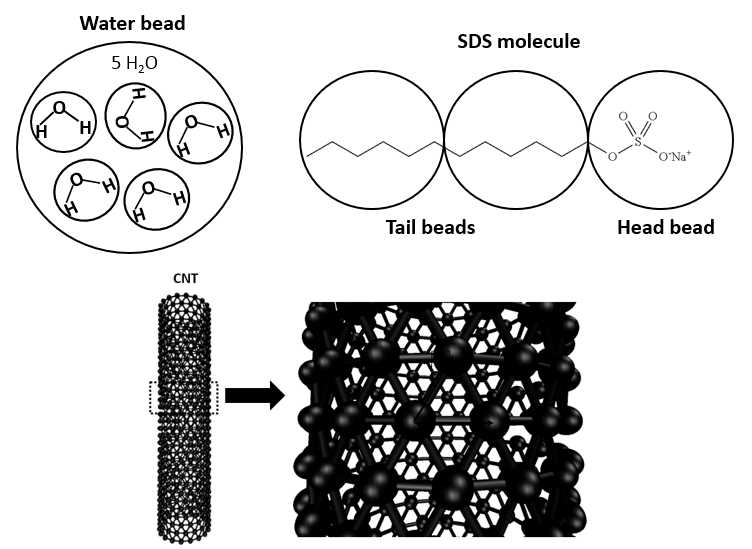 Water bead
5 H₂O
O
H
H
H
O
H
O
H
H
O
H
H
O
H
H
SDS molecule
O
O
S
O
O⁻Na⁺
Tail beads
Head bead
CNT